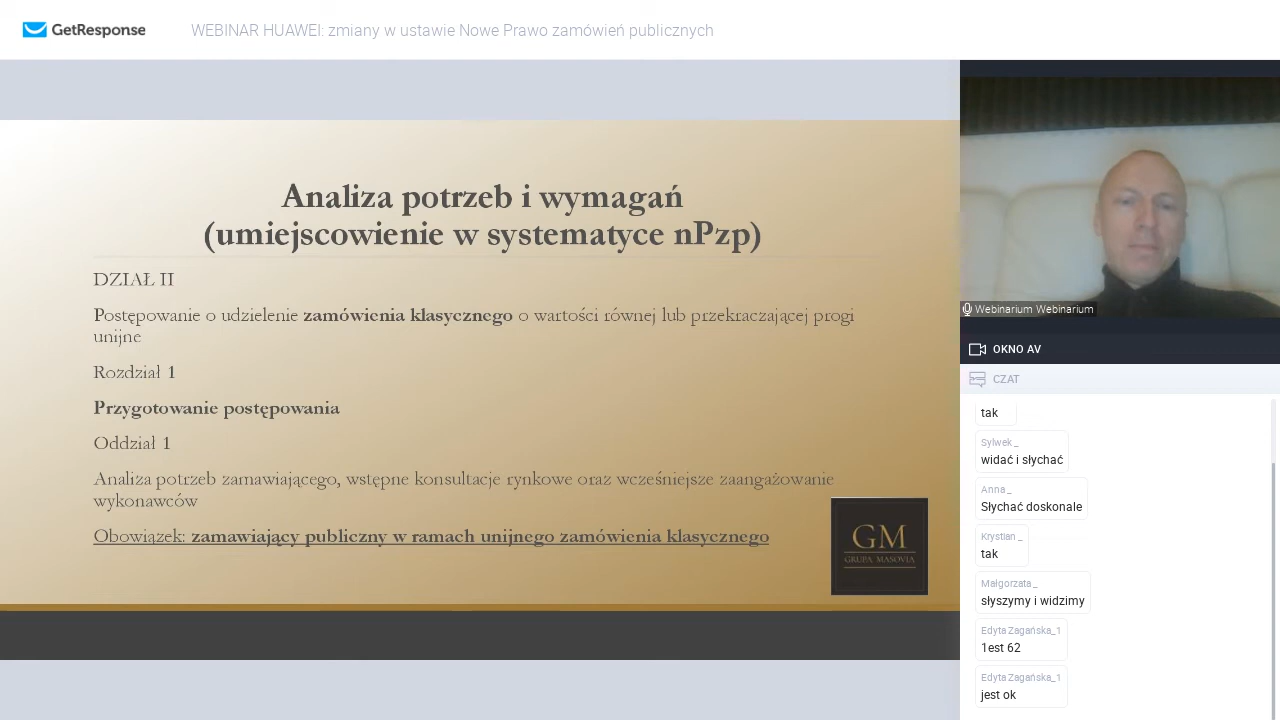 GetResponse
WEBINAR HUAWEI: zmiany w ustawie Nowe Prawo zamówień publicznych
Analiza potrzeb i wymagań
(umiejscowienie w systematyce nPzp)
DZIAŁ II
Postępowanie o udzielenie zamówienia klasycznego o wartości równej lub przekraczającej progi
unijne
Rozdział 1
Przygotowanie postępowania
Oddział 1
Analiza potrzeb zamawiającego, wstępne konsultacje rynkowe oraz wcześniejsze zaangażowanie
wykonawców
Obowiązek: zamawiający publiczny w ramach unijnego zamówienia klasycznego
GM
GRUPA MASOVIA
Webinarium Webinarium
OKNO AV
CZAT
tak
Sylwek _
widać i słychać
Anna _
Słychać doskonale
Krystian _
tak
Małgorzata _
słyszymy i widzimy
Edyta Zagańska_1
1est 62
Edyta Zagańska_1
jest ok